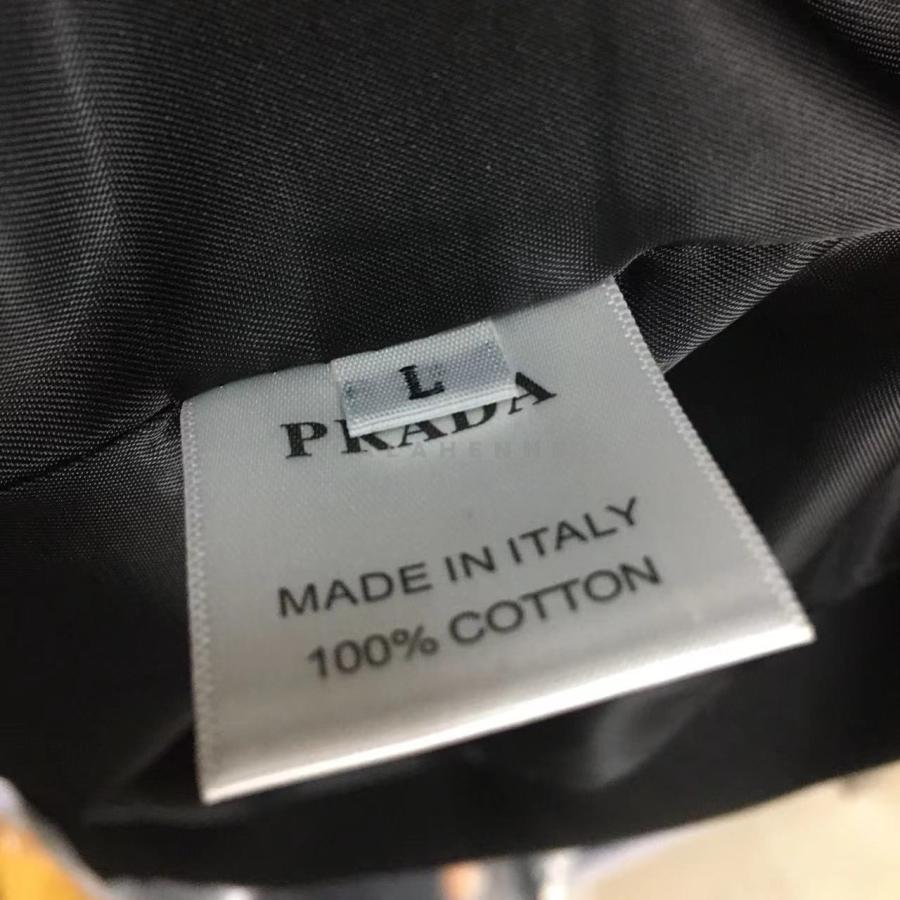 L
PRADA
MADE IN ITALY
100% COTTON